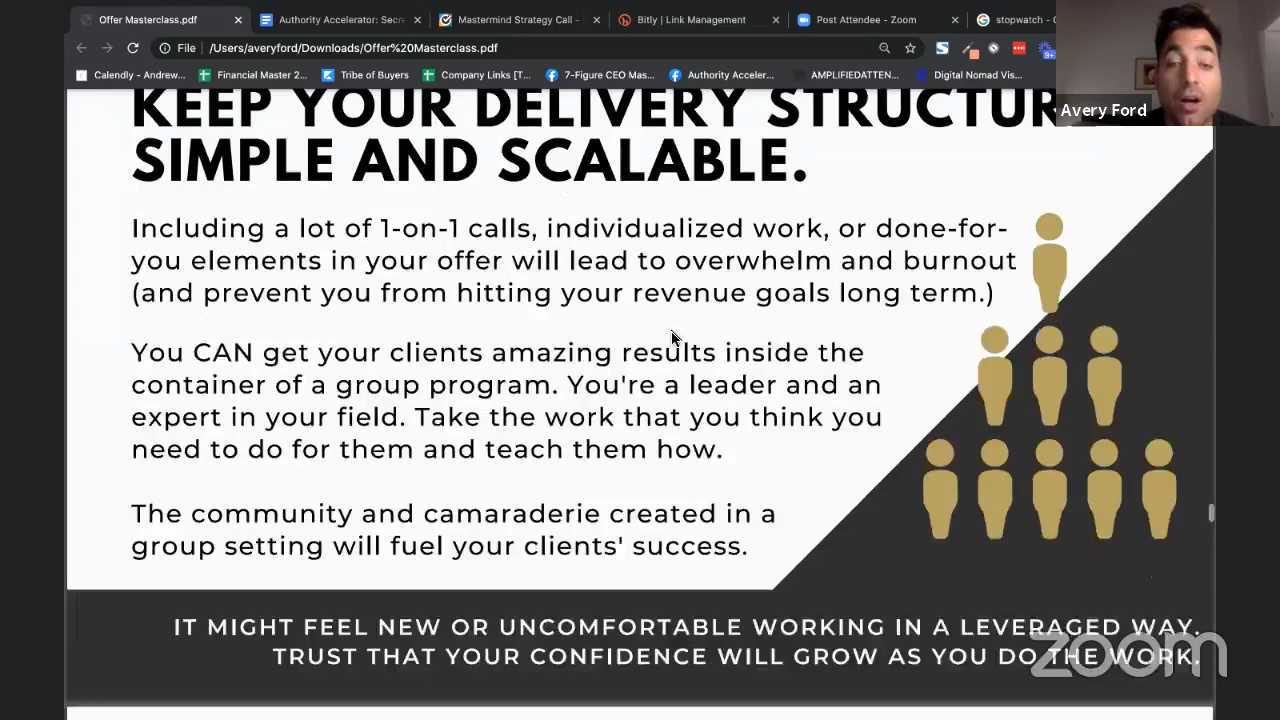 Offer Masterclass.pdf
Authority Accelerator: Secre
Mastermind Strategy Call -
Bitly | Link Management
Post Attendee - Zoom
stopwatch - G
File
/Users/averyford/Downloads/Offer%20Masterclass.pdf
9+
Calendly - Andrew...
Financial Master 2...
Tribe of Buyers
Company Links [T...
7-Figure CEO Mas...
Authority Acceler...
AMPLIFIEDATTEN...
Digital Nomad Vis...
Avery Ford
KEEP YOUR DELIVERY STRUCTUR
SIMPLE AND SCALABLE.
Including a lot of 1-on-1 calls, individualized work, or done-for-
you elements in your offer will lead to overwhelm and burnout
(and prevent you from hitting your revenue goals long term.)
You CAN get your clients amazing results inside the
container of a group program. You're a leader and an
expert in your field. Take the work that you think you
need to do for them and teach them how.
The community and camaraderie created in a
group setting will fuel your clients' success.
IT MIGHT FEEL NEW OR UNCOMFORTABLE WORKING IN A LEVERAGED WAY.
TRUST THAT YOUR CONFIDENCE WILL GROW AS YOU DO THE WORK.
zoom